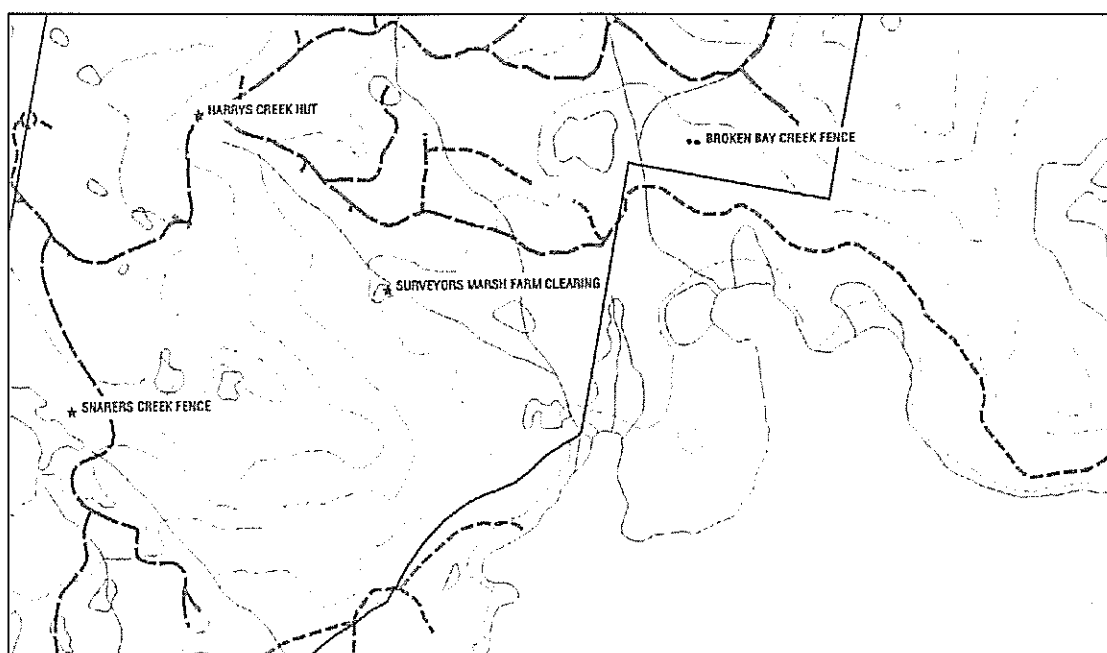 HARRYS CREEK HUT
BROKEN BAY CREEK FENCE
SURVEYORS MARSH FARM CLEARING
SNARERS CREEK FENCE